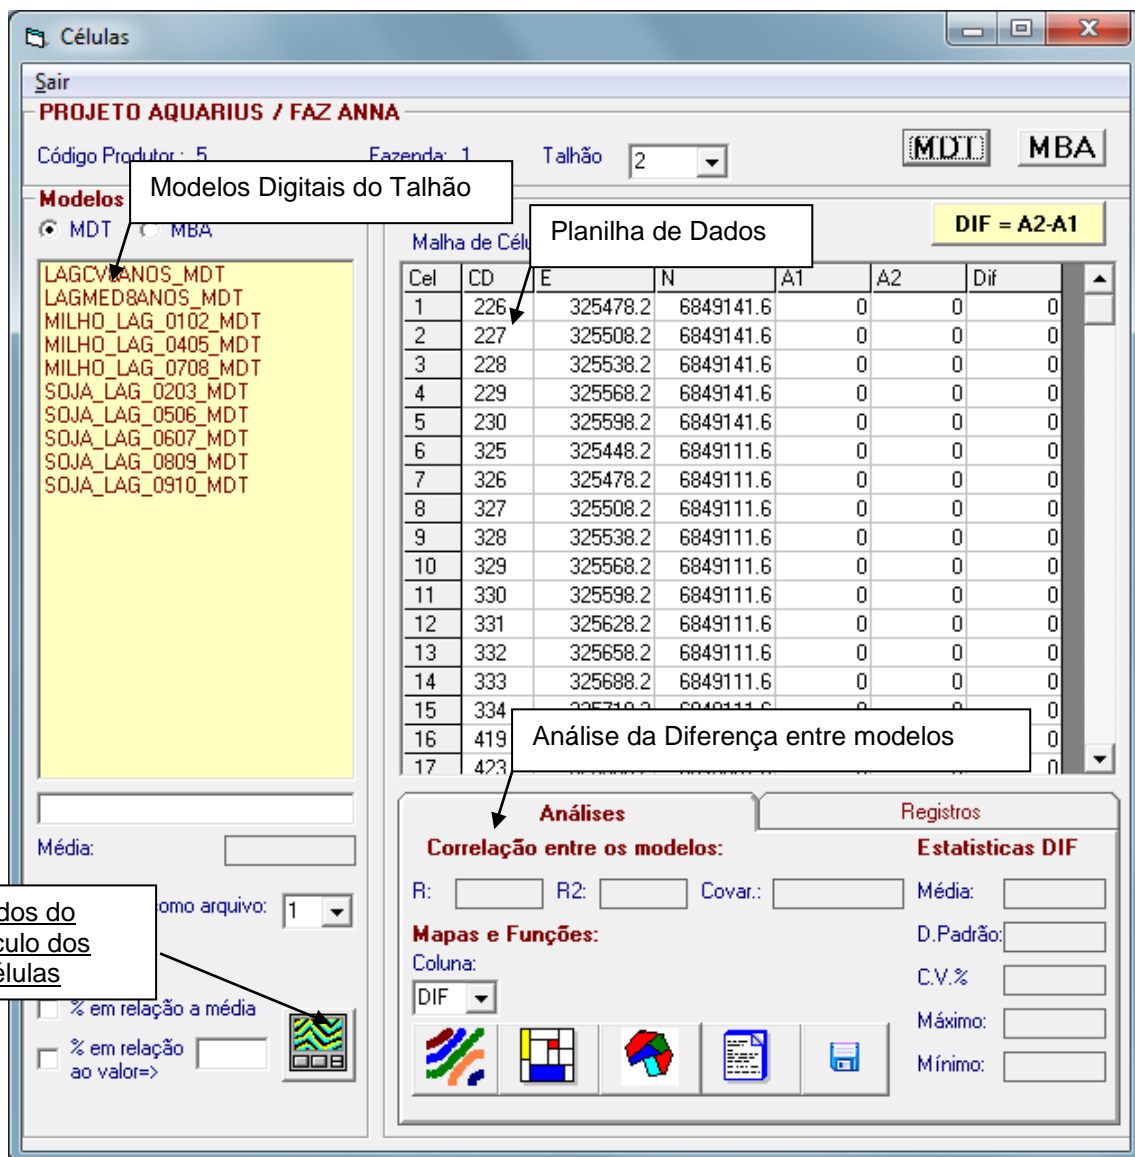 Células
Sair
PROJETO AQUARIUS / FAZ ANNA
Código Produtor : 5 Fazenda: 1 Talhão 2 MDT MBA
Modelos Digitais do Talhão
Modelos
MDT MBA
Planilha de Dados
DIF = A2-A1
Malha de
LAGCV8ANOS_MDT
LAGMED8ANOS_MDT
MILHO_LAG_0102_MDT
MILHO_LAG_0405_MDT
MILHO_LAG_0708_MDT
SOJA_LAG_0203_MDT
SOJA_LAG_0506_MDT
SOJA_LAG_0607_MDT
SOJA_LAG_0809_MDT
SOJA_LAG_0910_MDT
Cel CD E N A1 A2 Dif
1 226 325478.2 6849141.6 0 0 0
2 227 325508.2 6849141.6 0 0 0
3 228 325538.2 6849141.6 0 0 0
4 229 325568.2 6849141.6 0 0 0
5 230 325598.2 6849141.6 0 0 0
6 325 325448.2 6849111.6 0 0 0
7 326 325478.2 6849111.6 0 0 0
8 327 325508.2 6849111.6 0 0 0
9 328 325538.2 6849111.6 0 0 0
10 329 325568.2 6849111.6 0 0 0
11 330 325598.2 6849111.6 0 0 0
12 331 325628.2 6849111.6 0 0 0
13 332 325658.2 6849111.6 0 0 0
14 333 325688.2 6849111.6 0 0 0
15 334 325718.2 6849111.6 0 0 0
16 419 0
17 423
Análise da Diferença entre modelos
Média:
como arquivo: 1
dos do
culo dos
élulas
% em relação a média
% em relação
ao valor=>
Análises Registros
Correlação entre os modelos: Estatisticas DIF
R: R2: Covar.: Média:
Mapas e Funções: D.Padrão:
Coluna:
DIF
C.V.%
Máximo:
Mínimo: